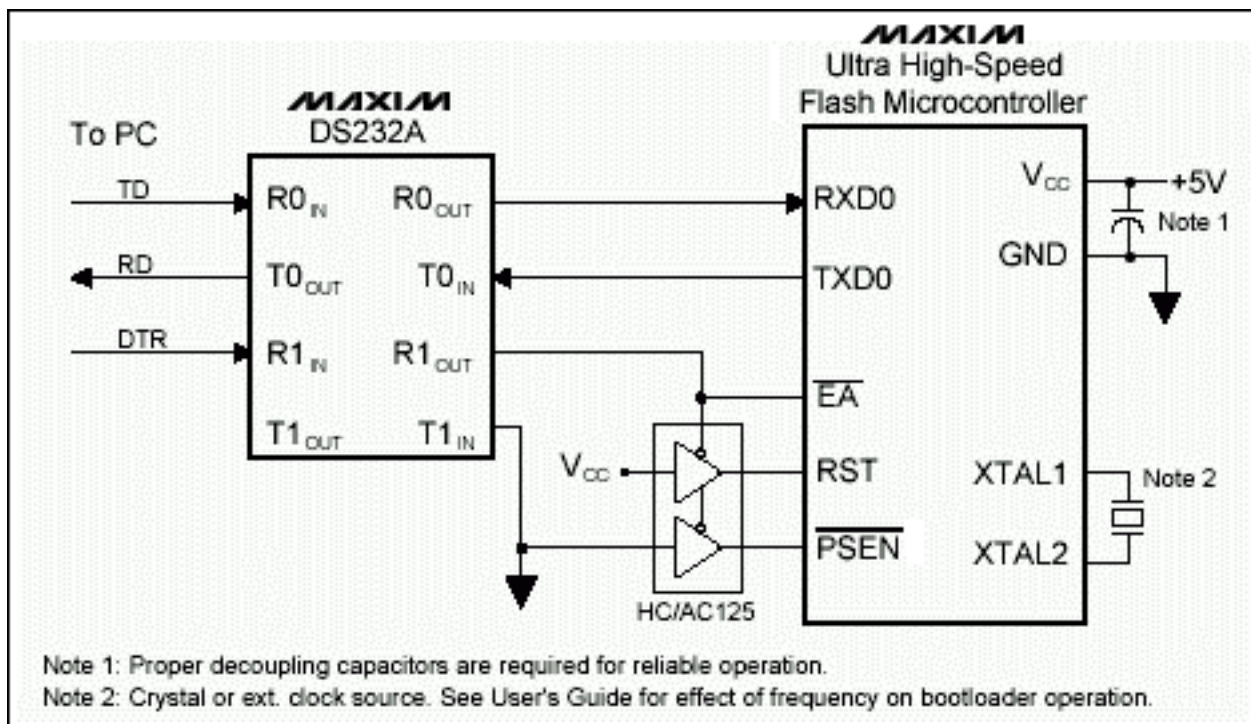 MAXIM
Ultra High-Speed
Flash Microcontroller
MAXIM
DS232A
To PC
TD
R0IN
R0OUT
RXD0
VCC
+5V
Note 1
RD
T0OUT
T0IN
TXD0
GND
DTR
R1IN
R1OUT
EA
T1OUT
T1IN
VCC
RST
XTAL1
Note 2
PSEN
XTAL2
HC/AC125
Note 1: Proper decoupling capacitors are required for reliable operation.
Note 2: Crystal or ext. clock source. See User's Guide for effect of frequency on bootloader operation.